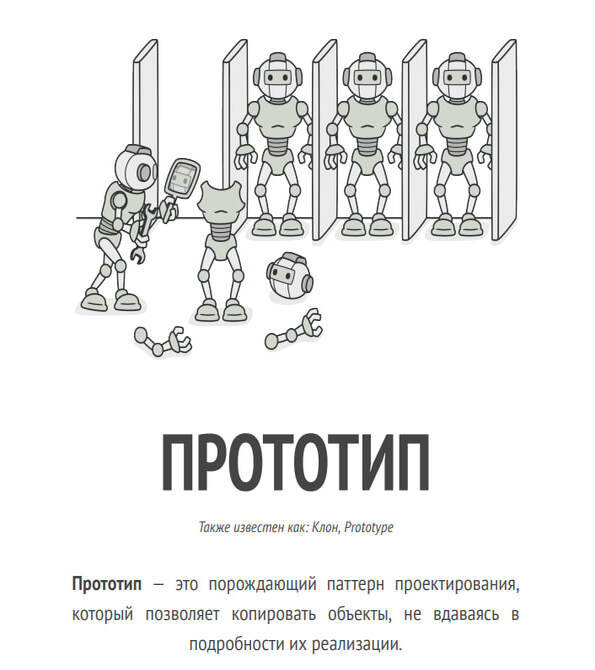 ПРОТОТИП
Также известен как: Клон, Prototype
Прототип — это порождающий паттерн проектирования,
который позволяет копировать объекты, не вдаваясь в
подробности их реализации.